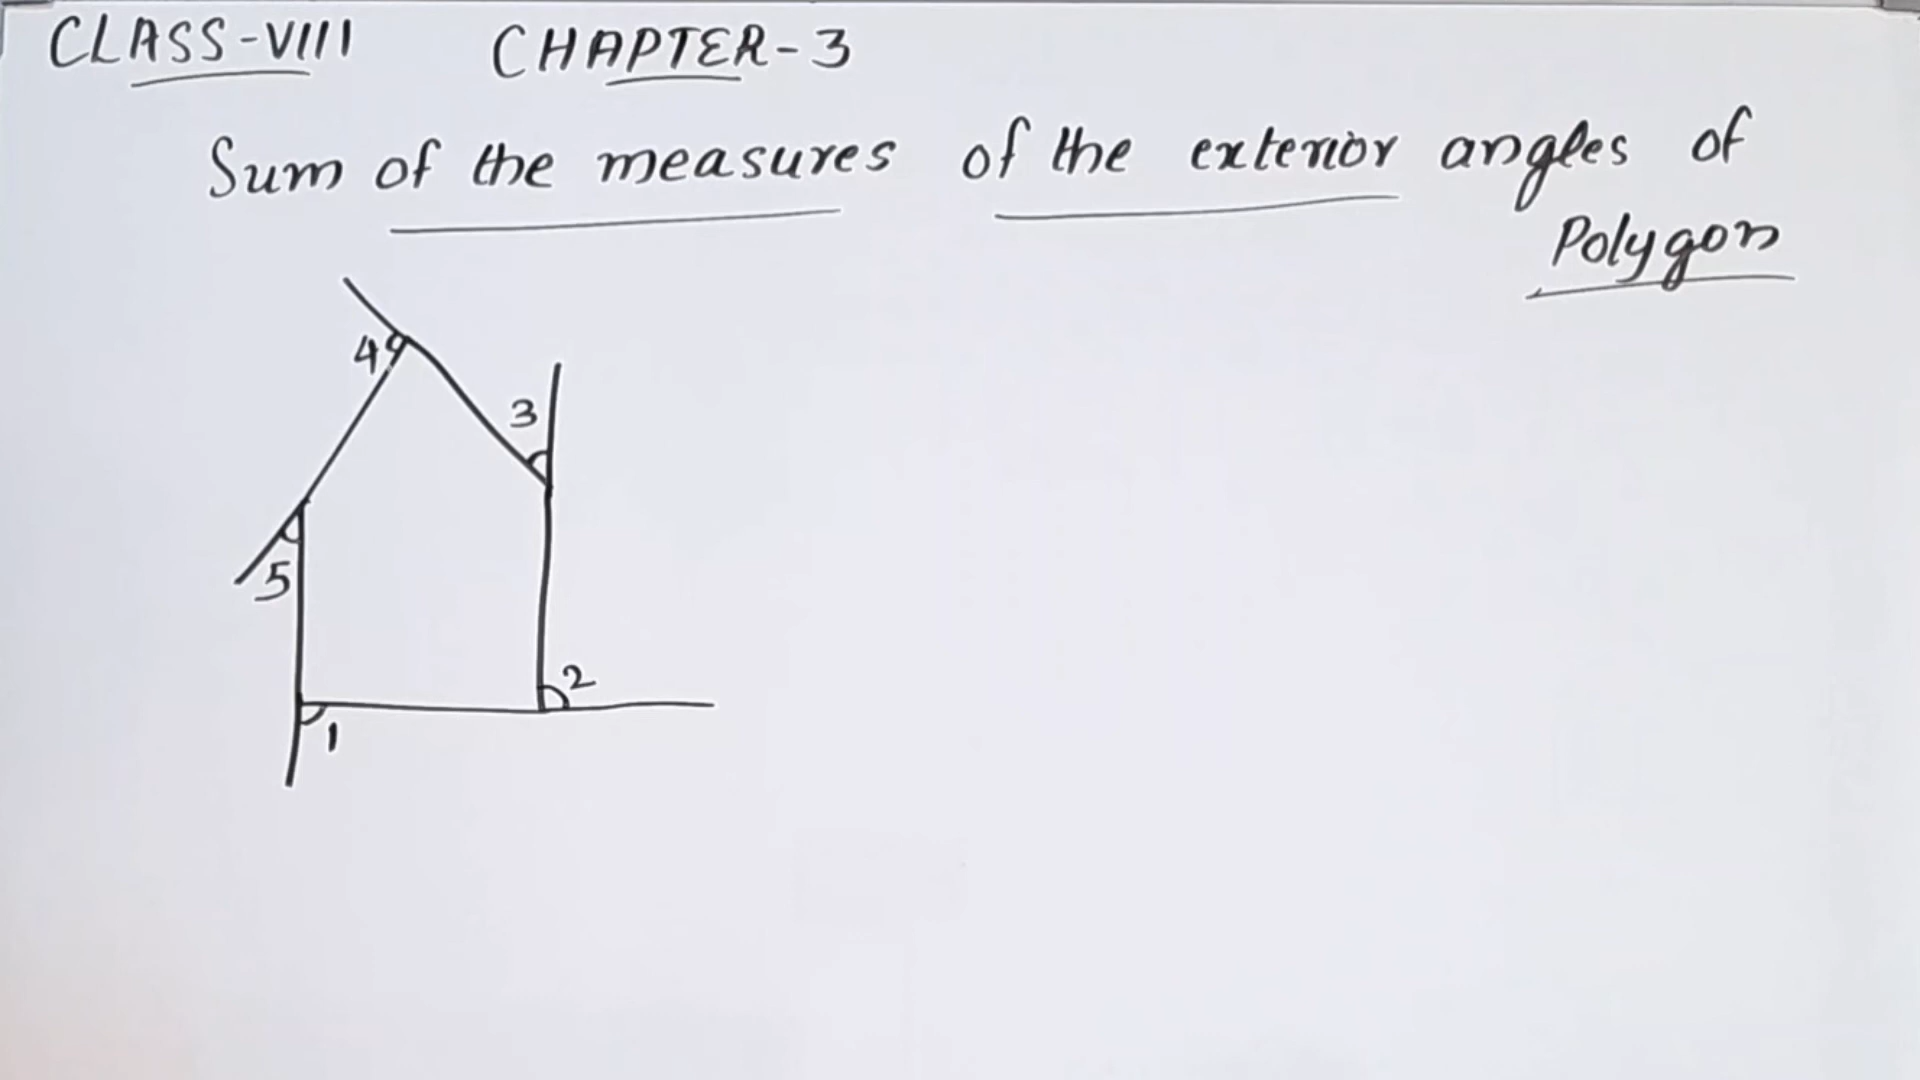 CLASS-VIII CHAPTER-3
Sum of the measures of the exterior angles of
Polygon
4
3
5
2
1